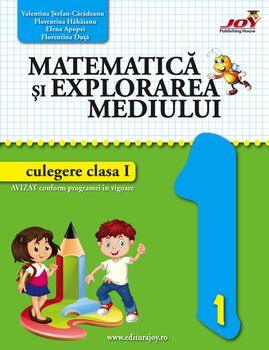 Valentina Ștefan-Cărădeanu
Florentina Hăhăianu
Elena Apopei
Florentina Duță
JOY
Publishing House
MATEMATICĂ
ȘI EXPLORAREA
MEDIULUI
culegere clasa I
AVIZAT conform programei în vigoare
1
1
www.editurajoy.ro